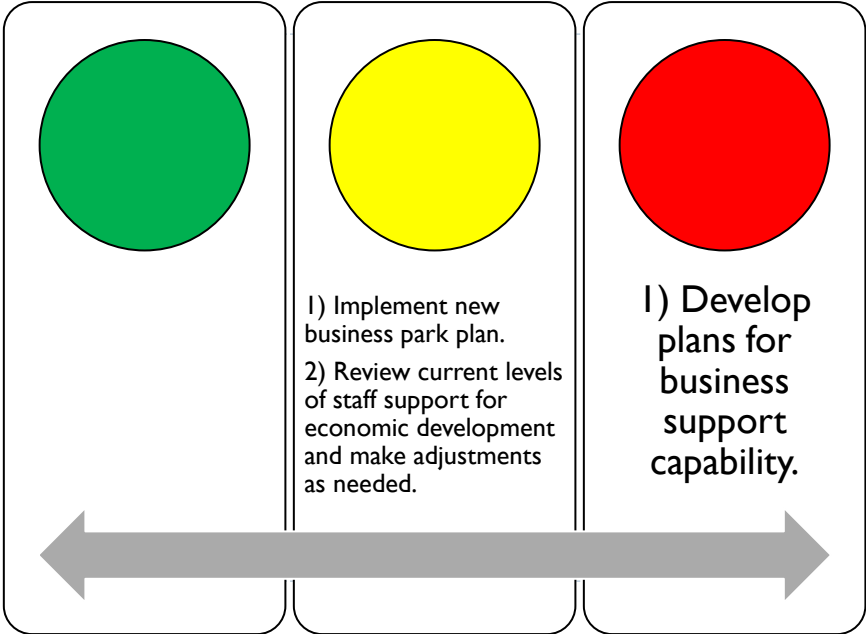 1) Implement new
business park plan.
2) Review current levels
of staff support for
economic development
and make adjustments
as needed.
1) Develop
plans for
business
support
capability.